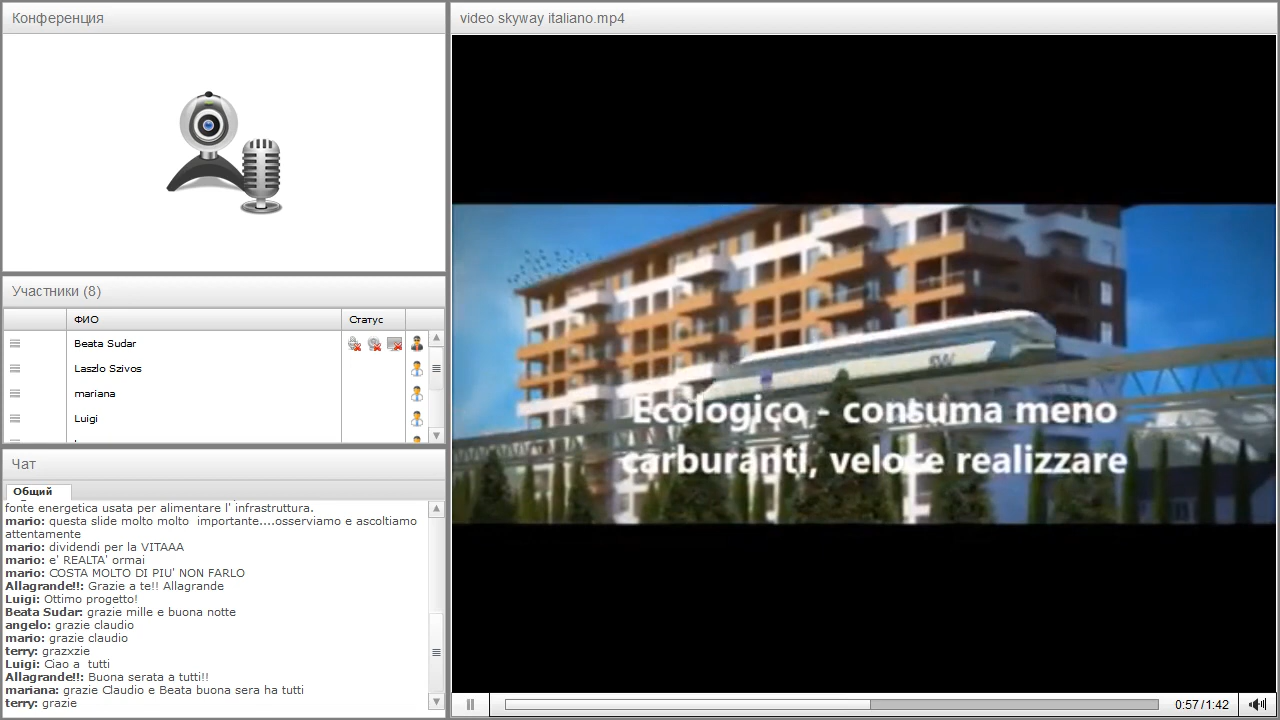 Конференция
video skyway italiano.mp4
Ecologico - consuma meno
carburanti, veloce realizzare
SW
0:57 / 1:42
Участники (8)
ФИО Статус
Beata Sudar
Laszlo Szivos
mariana
Luigi
Чат
Общий
fonte energetica usata per alimentare l' infrastruttura.
mario: questa slide molto molto importante....osserviamo e ascoltiamo
attentamente
mario: dividendi per la VITAAA
mario: e' REALTA' ormai
mario: COSTA MOLTO DI PIU' NON FARLO
Allagrande!!: Grazie a te!! Allagrande
Luigi: Ottimo progetto!
Beata Sudar: grazie mille e buona notte
angelo: grazie claudio
mario: grazie claudio
terry: grazxzie
Luigi: Ciao a tutti
Allagrande!!: Buona serata a tutti!!
mariana: grazie Claudio e Beata buona sera ha tutti
terry: grazie